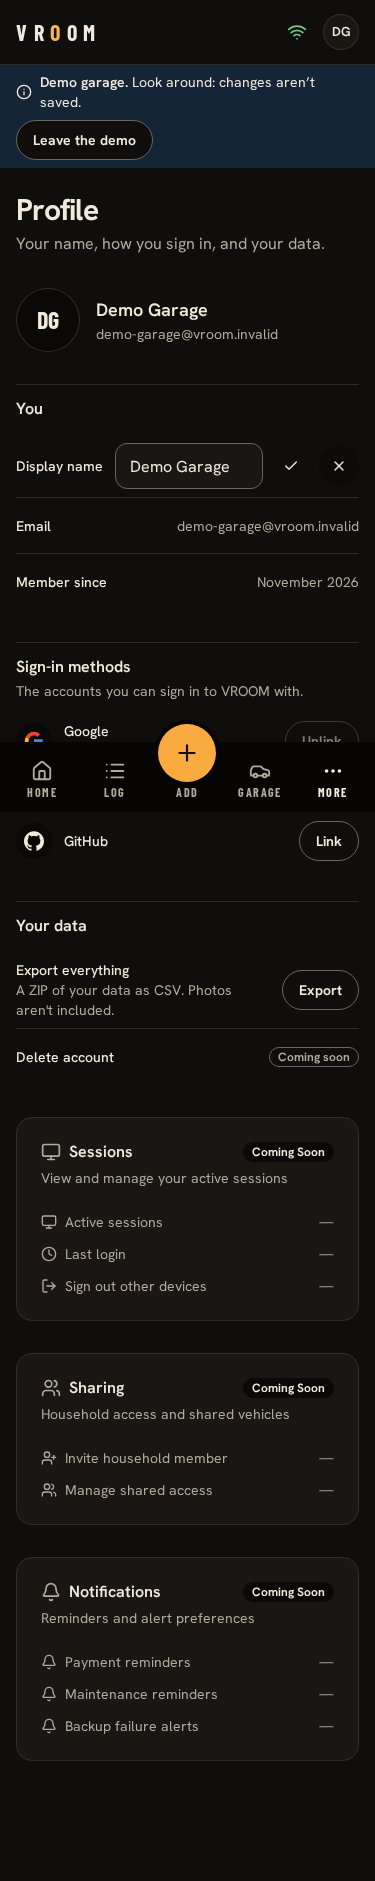 VROOM
DG
Demo garage. Look around: changes aren’t
saved.
Leave the demo
Profile
Your name, how you sign in, and your data.
DG
Demo Garage
demo-garage@vroom.invalid
You
Display name
Demo Garage
Email
demo-garage@vroom.invalid
Member since
November 2026
Sign-in methods
The accounts you can sign in to VROOM with.
Google
Unlink
HOME
LOG
ADD
GARAGE
MORE
GitHub
Link
Your data
Export everything
A ZIP of your data as CSV. Photos
aren't included.
Export
Delete account
Coming soon
Sessions
Coming Soon
View and manage your active sessions
Active sessions
—
Last login
—
Sign out other devices
—
Sharing
Coming Soon
Household access and shared vehicles
Invite household member
—
Manage shared access
—
Notifications
Coming Soon
Reminders and alert preferences
Payment reminders
—
Maintenance reminders
—
Backup failure alerts
—